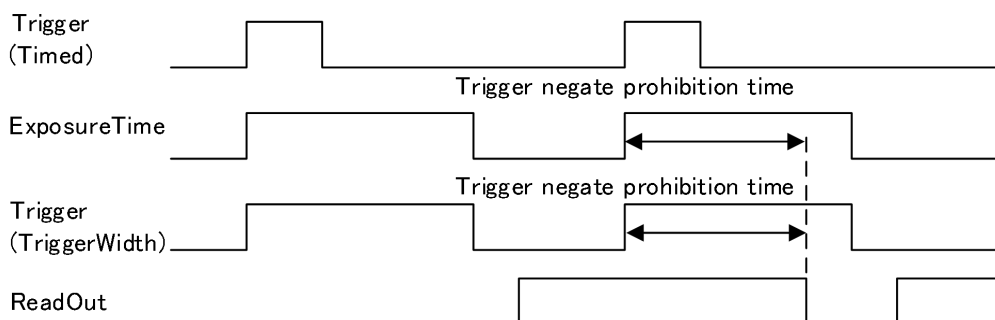 Trigger
(Timed)
Trigger negate prohibition time
ExposureTime
Trigger negate prohibition time
Trigger
(TriggerWidth)
ReadOut